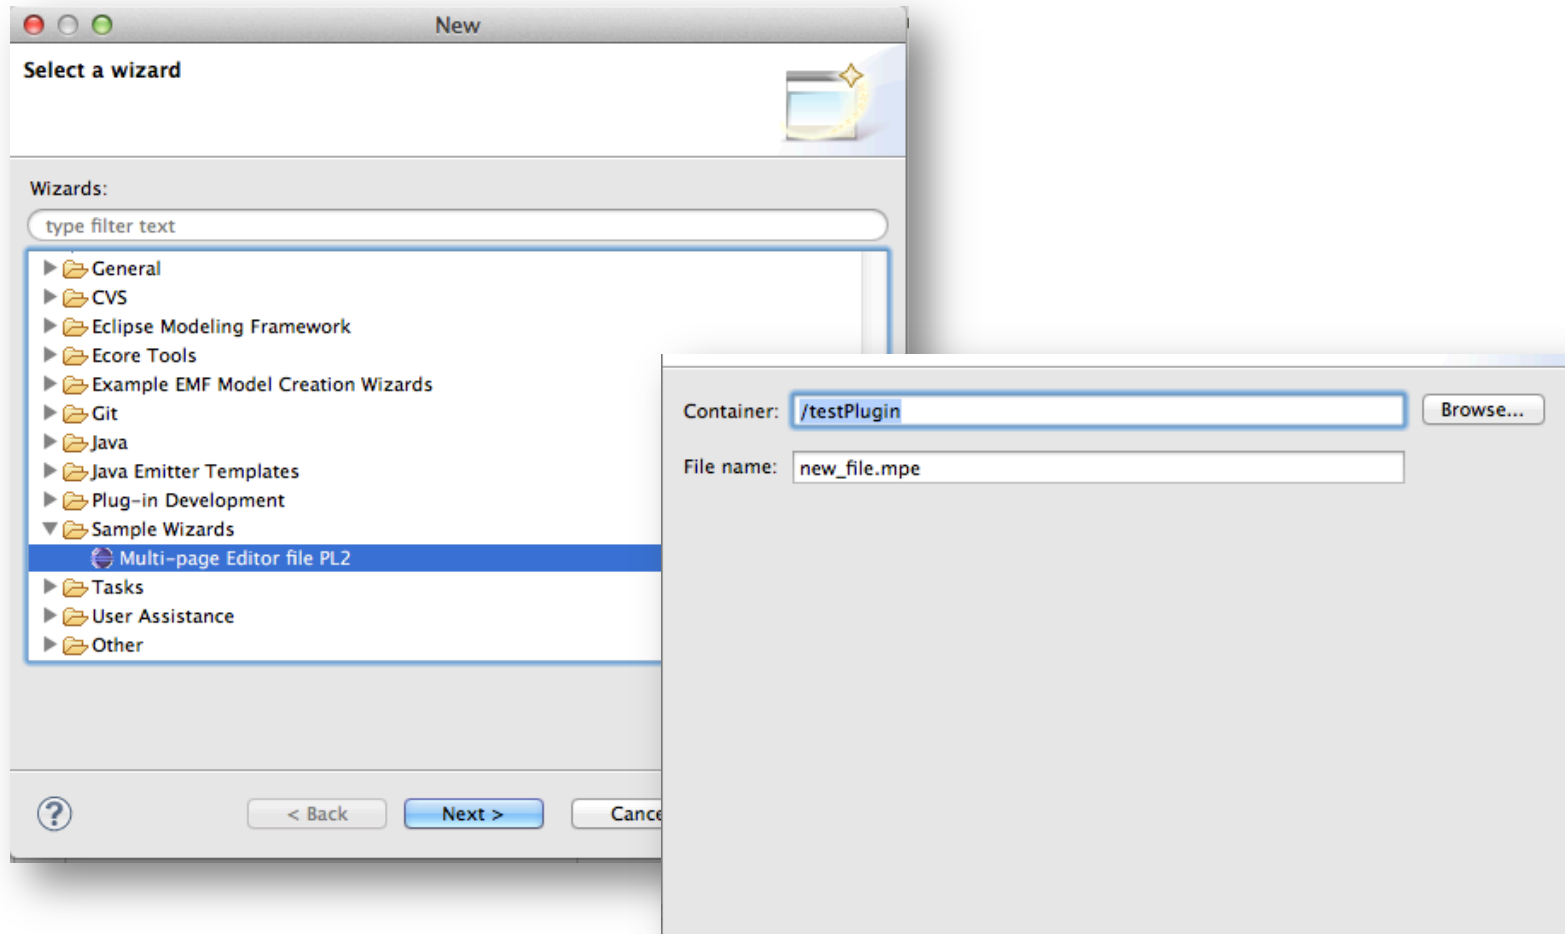 New
Select a wizard
Wizards:
type filter text
General
CVS
Eclipse Modeling Framework
Ecore Tools
Example EMF Model Creation Wizards
Git
Java
Java Emitter Templates
Plug-in Development
Sample Wizards
Multi-page Editor file PL2
Tasks
User Assistance
Other
? < Back Next > Cance
Container: /testPlugin Browse...
File name: new_file.mpe